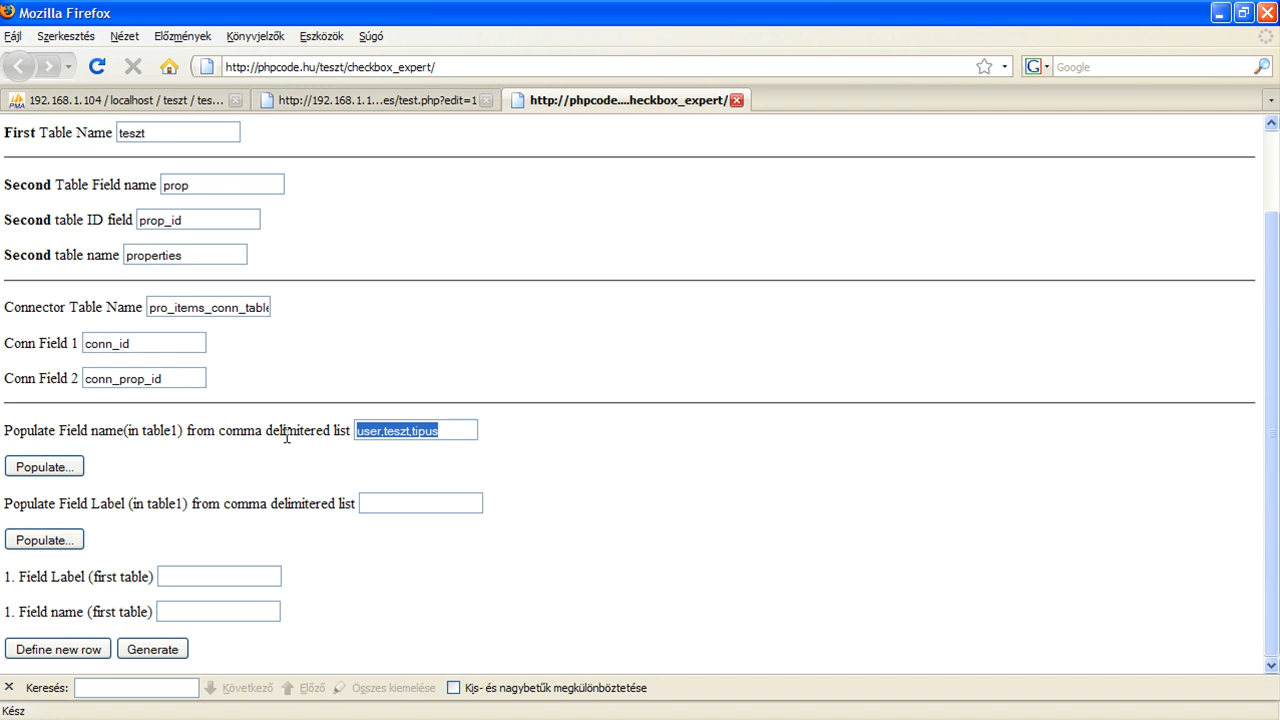 Mozilla Firefox
Fájl Szerkesztés Nézet Előzmények Könyvjelzők Eszközök Súgó
http://phpcode.hu/teszt/checkbox_expert/ G Google
PMA 192.168.1.104 / localhost / teszt / tes... http://192.168.1.1...es/test.php?edit=1 http://phpcode....heckbox_expert/
First Table Name teszt
Second Table Field name prop
Second table ID field prop_id
Second table name properties
Connector Table Name pro_items_conn_table
Conn Field 1 conn_id
Conn Field 2 conn_prop_id
Populate Field name(in table1) from comma delimitered list user,teszt,tipus
Populate...
Populate Field Label (in table1) from comma delimitered list
Populate...
1. Field Label (first table)
1. Field name (first table)
Define new row Generate
Keresés: Következő Előző Összes kiemelése Kis- és nagybetűk megkülönböztetése
Kész